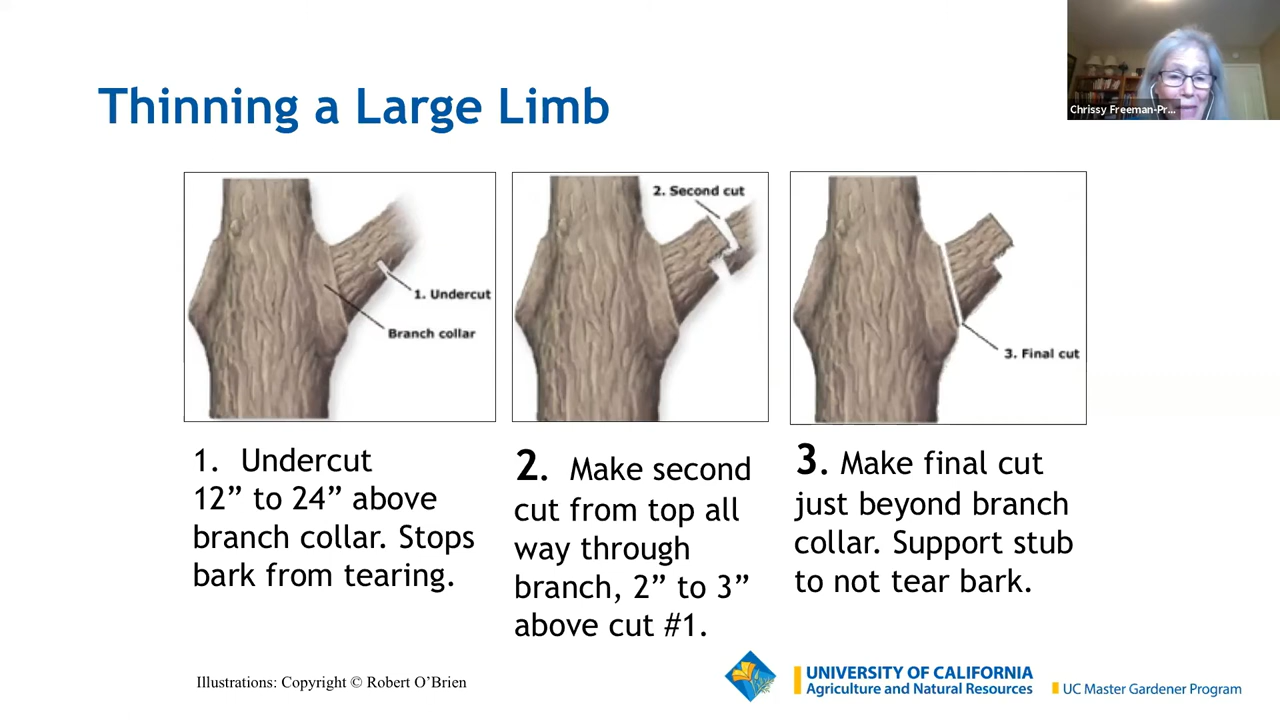 Chrissy Freeman-Pr...
Thinning a Large Limb
1. Undercut
Branch collar
2. Second cut
3. Final cut
1. Undercut
12” to 24” above
branch collar. Stops
bark from tearing.
2. Make second
cut from top all
way through
branch, 2” to 3”
above cut #1.
3. Make final cut
just beyond branch
collar. Support stub
to not tear bark.
Illustrations: Copyright © Robert O’Brien
UNIVERSITY OF CALIFORNIA
Agriculture and Natural Resources
UC Master Gardener Program